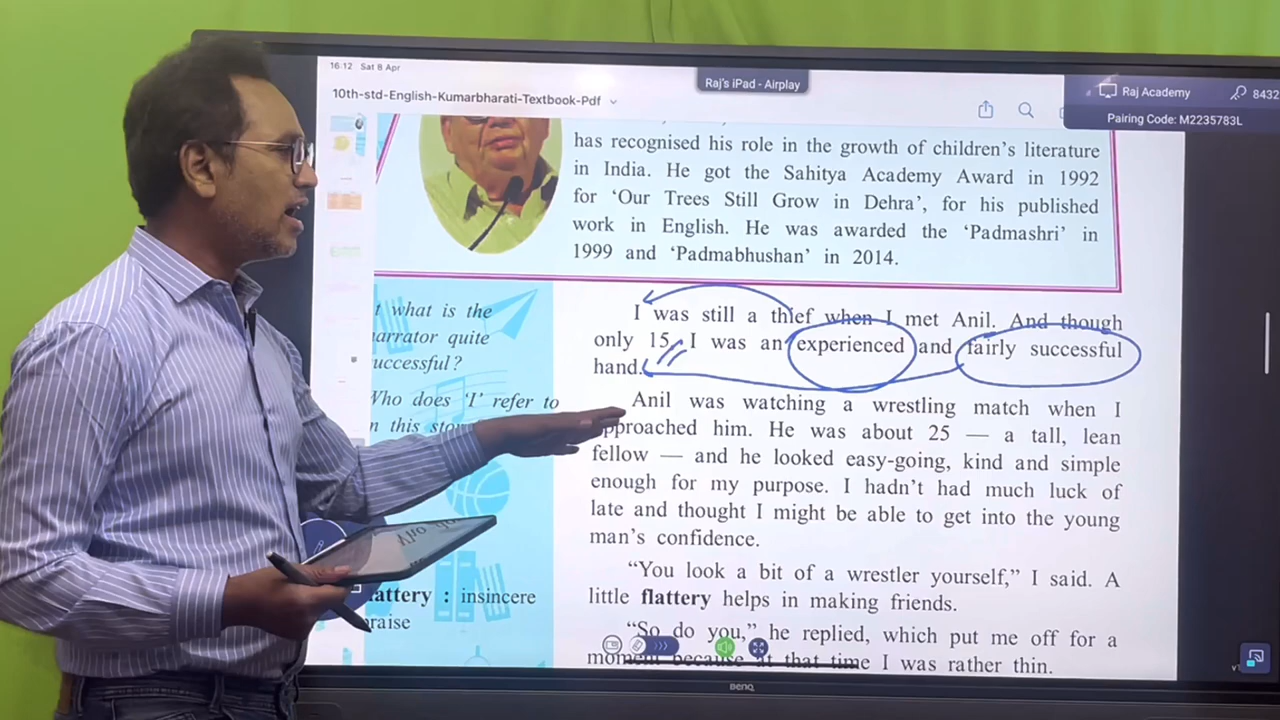 16:12 Sat 8 Apr
Raj's iPad - Airplay
Raj Academy
8432
Pairing Code: M2235783L
10th-std-English-Kumarbharati-Textbook-Pdf
has recognised his role in the growth of children's literature
in India. He got the Sahitya Academy Award in 1992
for 'Our Trees Still Grow in Dehra', for his published
work in English. He was awarded the 'Padmashri' in
1999 and 'Padmabhushan' in 2014.
t what is the
arrator quite
uccessful?
Who does 'I' refer to
n this
I was still a thief when I met Anil. And though
only 15, I was an experienced and fairly successful
hand.
Anil was watching a wrestling match when I
pproached him. He was about 25 — a tall, lean
fellow — and he looked easy-going, kind and simple
enough for my purpose. I hadn't had much luck of
late and thought I might be able to get into the young
man's confidence.
"You look a bit of a wrestler yourself," I said. A
little flattery helps in making friends.
"So do you," he replied, which put me off for a
moment because at that time I was rather thin.
lattery : insincere
praise
BenQ